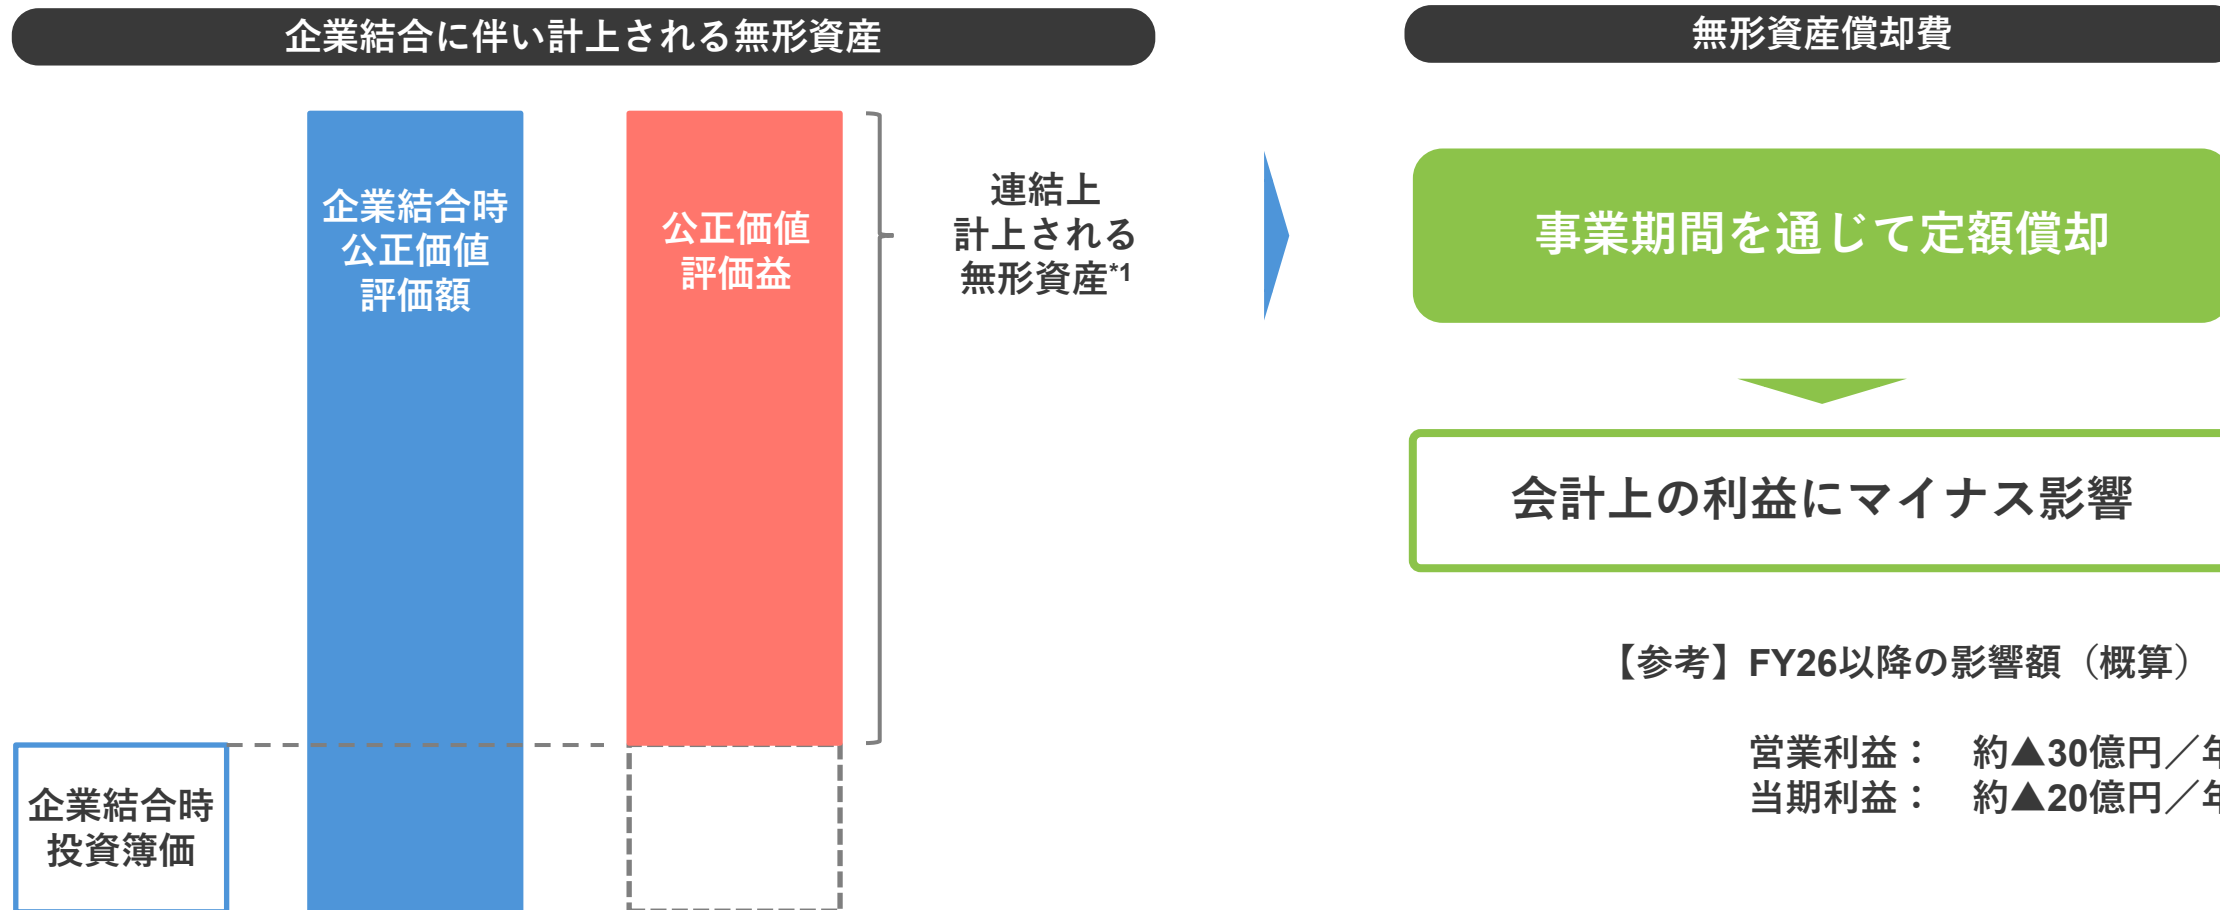 企業結合に伴い計上される無形資産
企業結合時
公正価値
評価額
公正価値
評価益
連結上
計上される
無形資産*1
企業結合時
投資簿価
無形資産償却費
事業期間を通じて定額償却
会計上の利益にマイナス影響
【参考】FY26以降の影響額（概算）
営業利益： 約▲30億円／年
当期利益： 約▲20億円／年